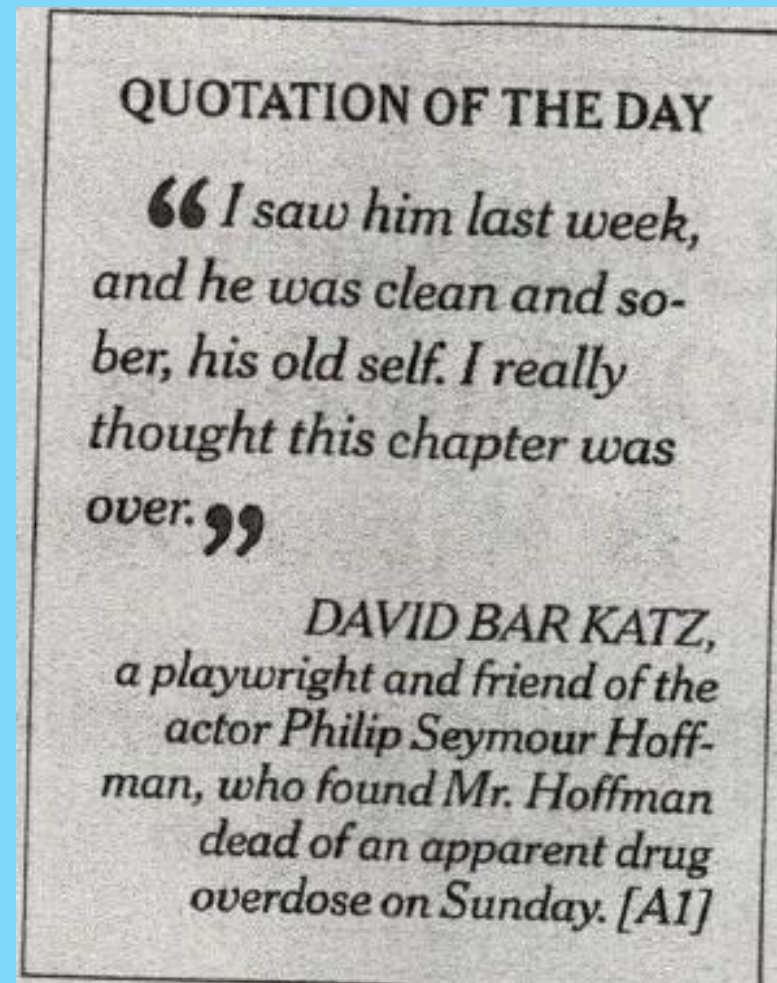 QUOTATION OF THE DAY
“I saw him last week,
and he was clean and so-
ber, his old self. I really
thought this chapter was
over.”
DAVID BAR KATZ,
a playwright and friend of the
actor Philip Seymour Hoff-
man, who found Mr. Hoffman
dead of an apparent drug
overdose on Sunday. [A1]